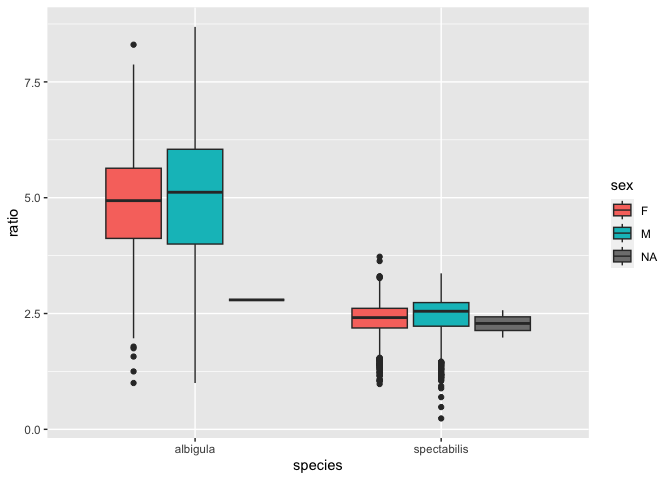 7.5
5.0
2.5
0.0
ratio
albigula
spectabilis
species
sex
F
M
NA